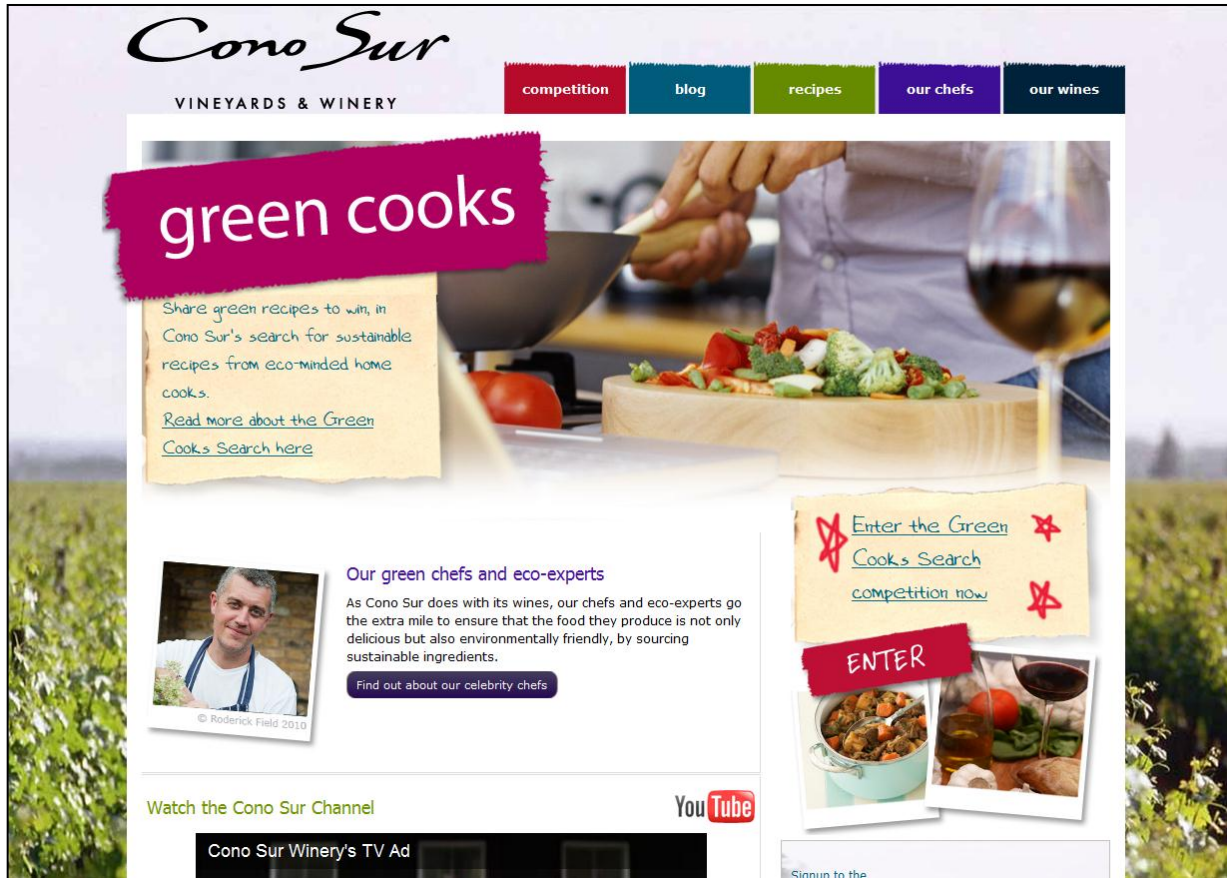 Cono Sur
VINEYARDS & WINERY
competition
blog
recipes
our chefs
our wines
green cooks
Share green recipes to win, in
Cono Sur's search for sustainable
recipes from eco-minded home
cooks.
Read more about the Green
Cooks Search here
Enter the Green
Cooks Search
competition now
ENTER
Our green chefs and eco-experts
As Cono Sur does with its wines, our chefs and eco-experts go
the extra mile to ensure that the food they produce is not only
delicious but also environmentally friendly, by sourcing
sustainable ingredients.
Find out about our celebrity chefs
© Roderick Field 2010
Watch the Cono Sur Channel
YouTube
Cono Sur Winery's TV Ad
Signup to the